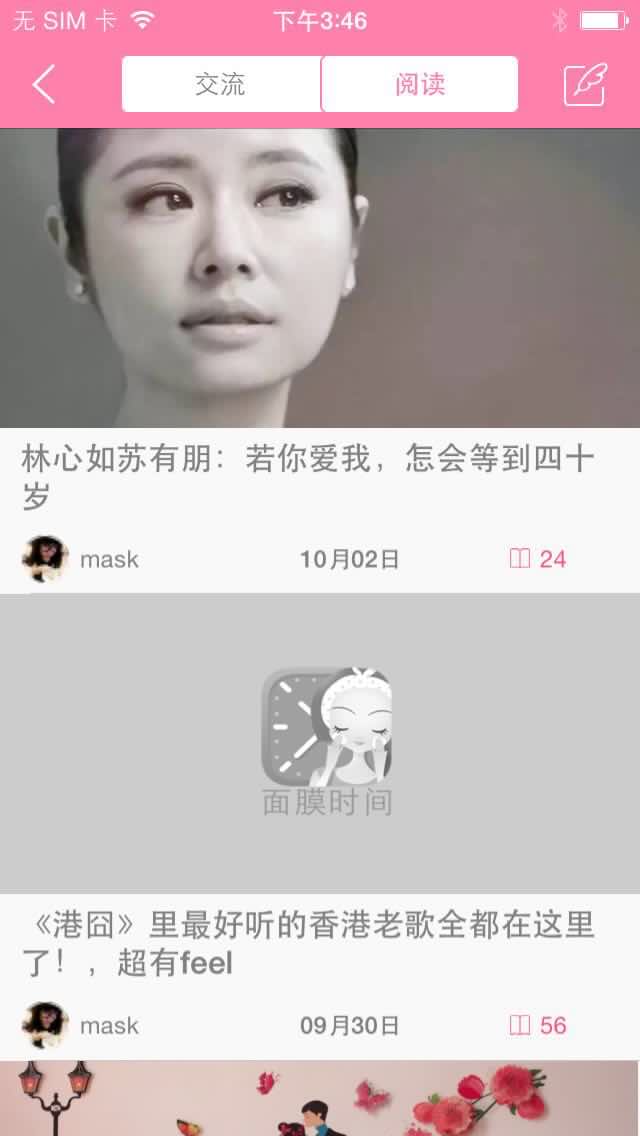 无 SIM 卡
下午3:46
交流
阅读
林心如苏有朋：若你爱我，怎会等到四十
岁
mask
10月02日
24
面膜时间
《港囧》里最好听的香港老歌全都在这里
了！，超有feel
mask
09月30日
56